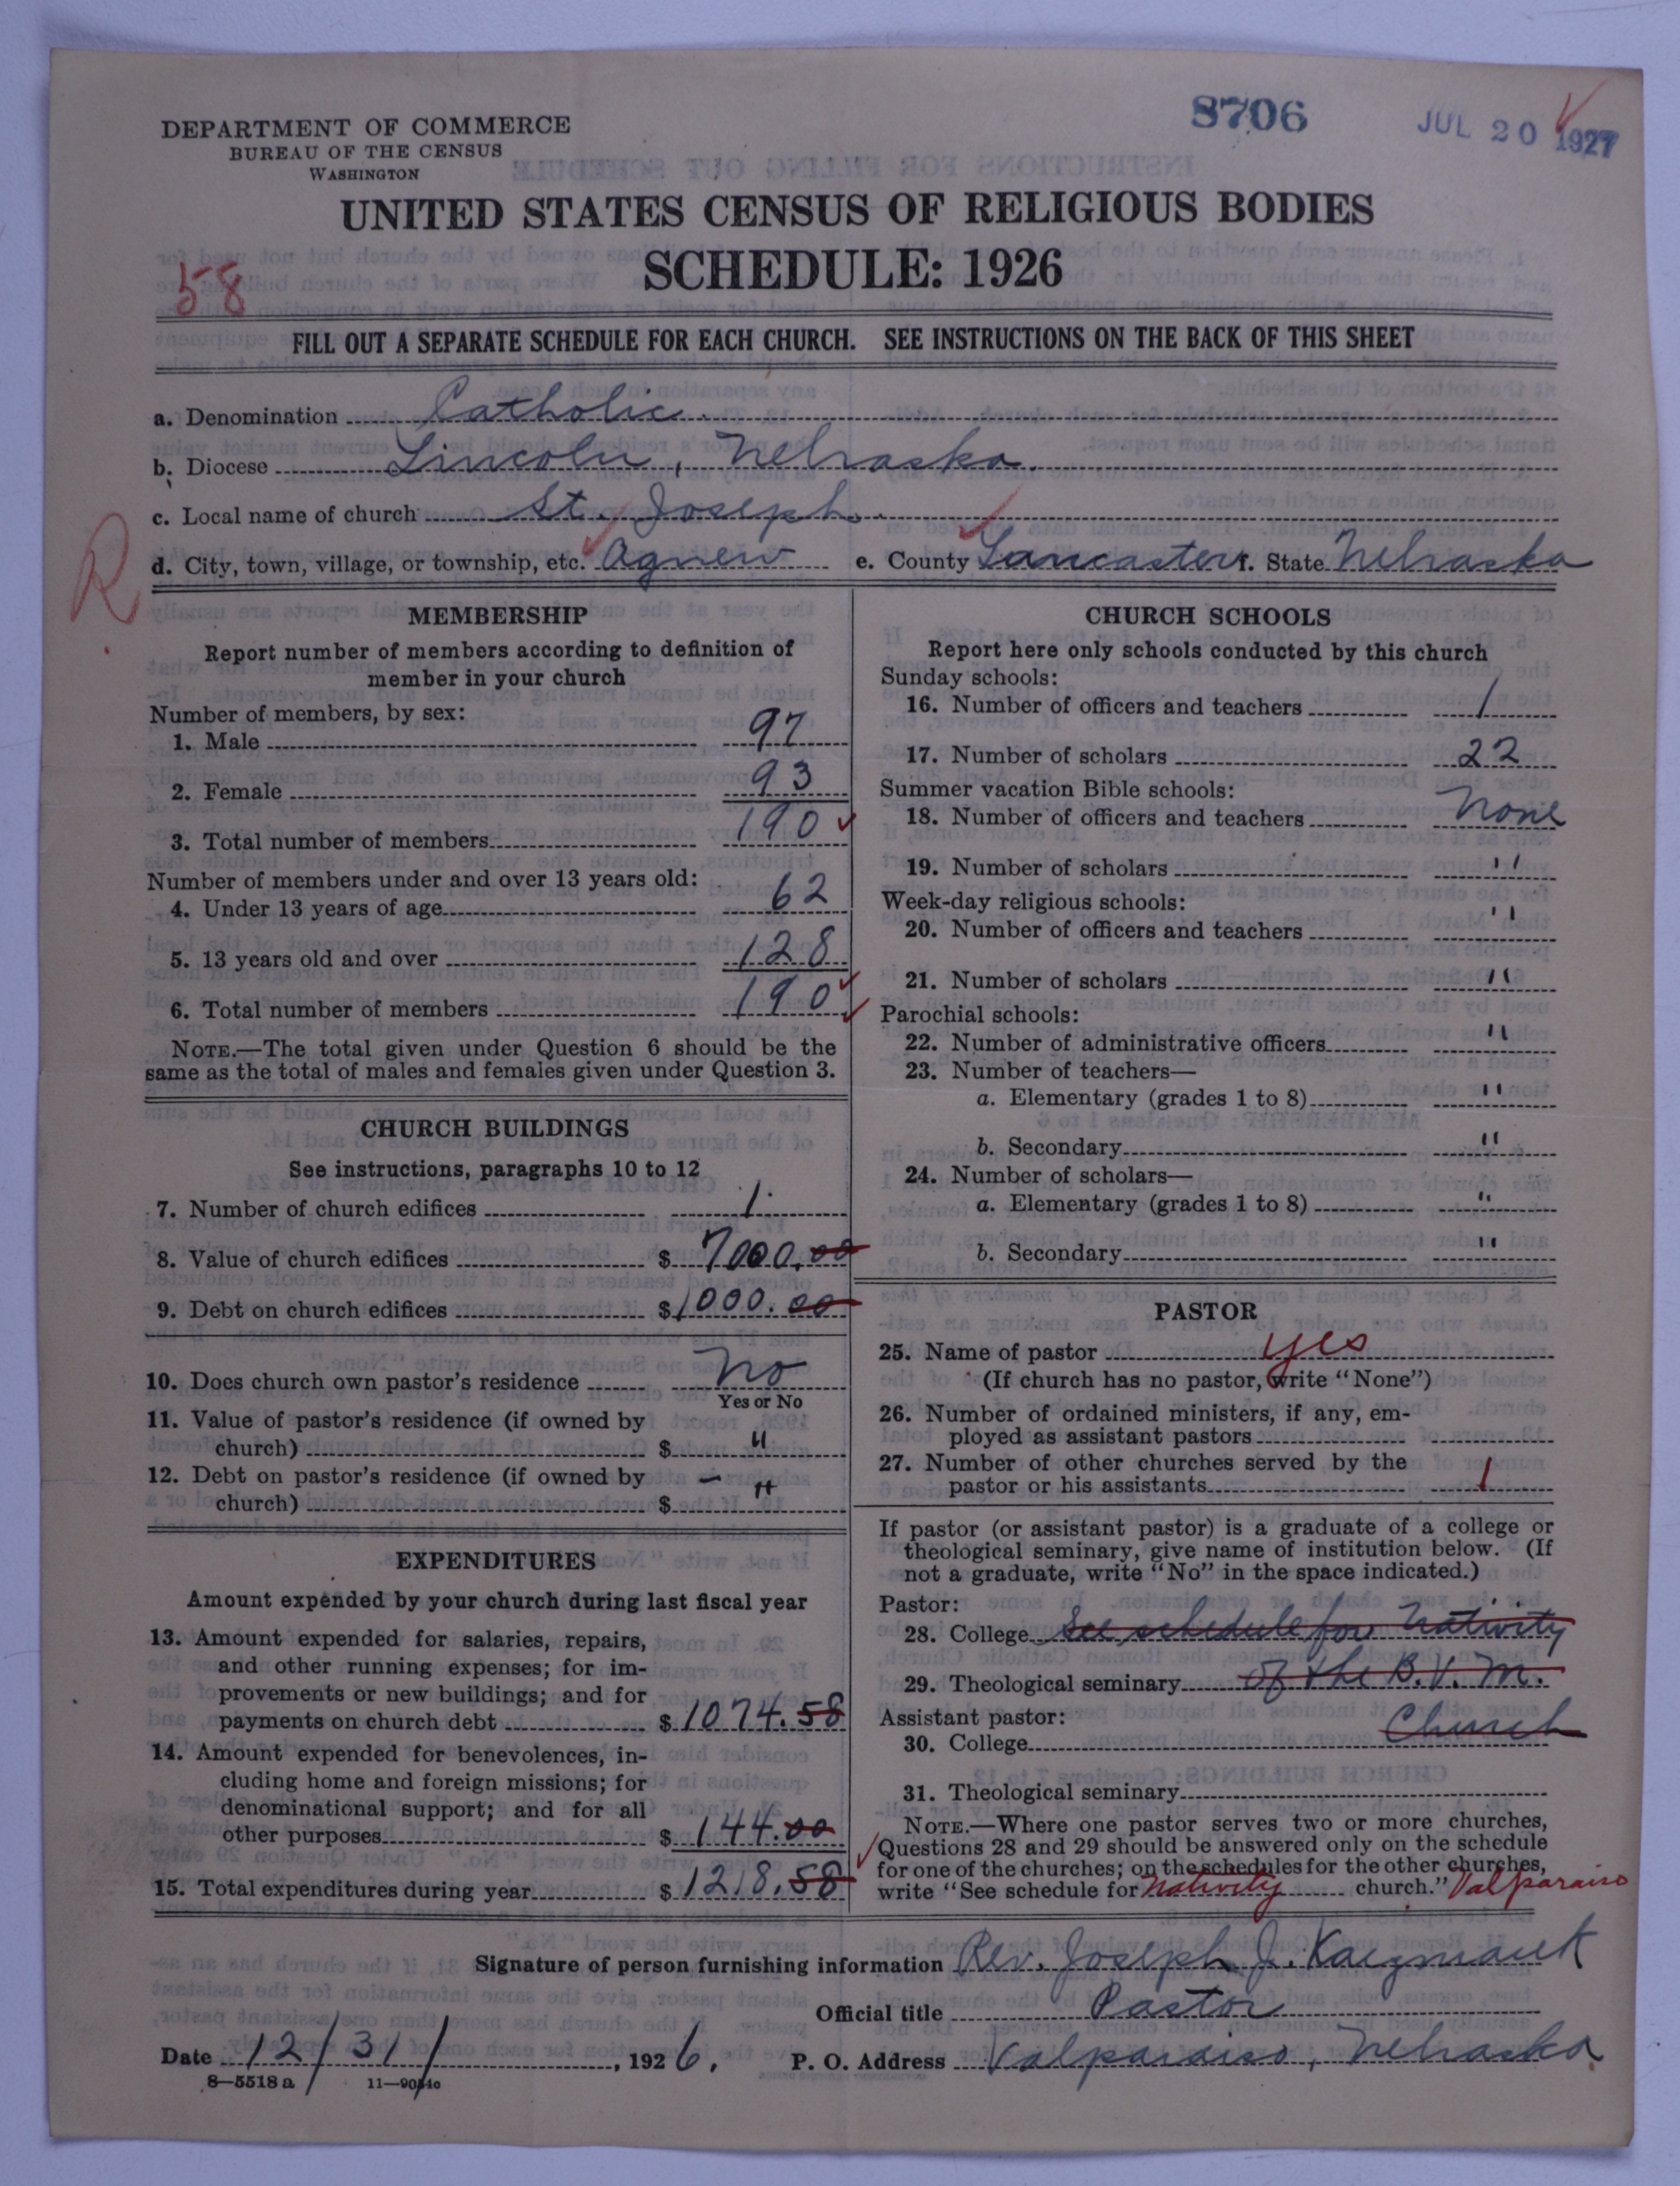 8706
JUL 20 1927
DEPARTMENT OF COMMERCE
BUREAU OF THE CENSUS
WASHINGTON
UNITED STATES CENSUS OF RELIGIOUS BODIES
SCHEDULE: 1926
58
FILL OUT A SEPARATE SCHEDULE FOR EACH CHURCH. SEE INSTRUCTIONS ON THE BACK OF THIS SHEET
a. Denomination Catholic.
b. Diocese Lincoln, Nebraska.
c. Local name of church St. Joseph.
R.
d. City, town, village, or township, etc. Agnew e. County Lancaster f. State Nebraska
MEMBERSHIP
Report number of members according to definition of
member in your church
Number of members, by sex:
1. Male 97
2. Female 93
3. Total number of members 190
Number of members under and over 13 years old:
4. Under 13 years of age 62
5. 13 years old and over 128
6. Total number of members 190
NOTE.—The total given under Question 6 should be the
same as the total of males and females given under Question 3.
CHURCH BUILDINGS
See instructions, paragraphs 10 to 12
7. Number of church edifices 1.
8. Value of church edifices $ 7000.00
9. Debt on church edifices $ 1000.00
10. Does church own pastor's residence No
Yes or No
11. Value of pastor's residence (if owned by
church) $ "
12. Debt on pastor's residence (if owned by
church) $ — "
EXPENDITURES
Amount expended by your church during last fiscal year
13. Amount expended for salaries, repairs,
and other running expenses; for im-
provements or new buildings; and for
payments on church debt $ 1074.58
14. Amount expended for benevolences, in-
cluding home and foreign missions; for
denominational support; and for all
other purposes $ 144.00
15. Total expenditures during year $ 1218.58
CHURCH SCHOOLS
Report here only schools conducted by this church
Sunday schools:
16. Number of officers and teachers 1
17. Number of scholars 22
Summer vacation Bible schools:
18. Number of officers and teachers None
19. Number of scholars "
Week-day religious schools:
20. Number of officers and teachers "
21. Number of scholars "
Parochial schools:
22. Number of administrative officers "
23. Number of teachers—
a. Elementary (grades 1 to 8) "
b. Secondary "
24. Number of scholars—
a. Elementary (grades 1 to 8) "
b. Secondary "
PASTOR
25. Name of pastor yes
(If church has no pastor, write "None")
26. Number of ordained ministers, if any, em-
ployed as assistant pastors
27. Number of other churches served by the
pastor or his assistants 1
If pastor (or assistant pastor) is a graduate of a college or
theological seminary, give name of institution below. (If
not a graduate, write "No" in the space indicated.)
Pastor:
28. College See schedule for Nativity
29. Theological seminary of the B.V.M.
Assistant pastor:
30. College Church
31. Theological seminary
NOTE.—Where one pastor serves two or more churches,
Questions 28 and 29 should be answered only on the schedule
for one of the churches; on the schedules for the other churches,
write "See schedule for Nativity church." Valparaiso
Signature of person furnishing information Rev. Joseph J. Kaczmarek
Official title Pastor
Date 12/31/, 1926. P. O. Address Valparaiso, Nebraska
8—5518 a